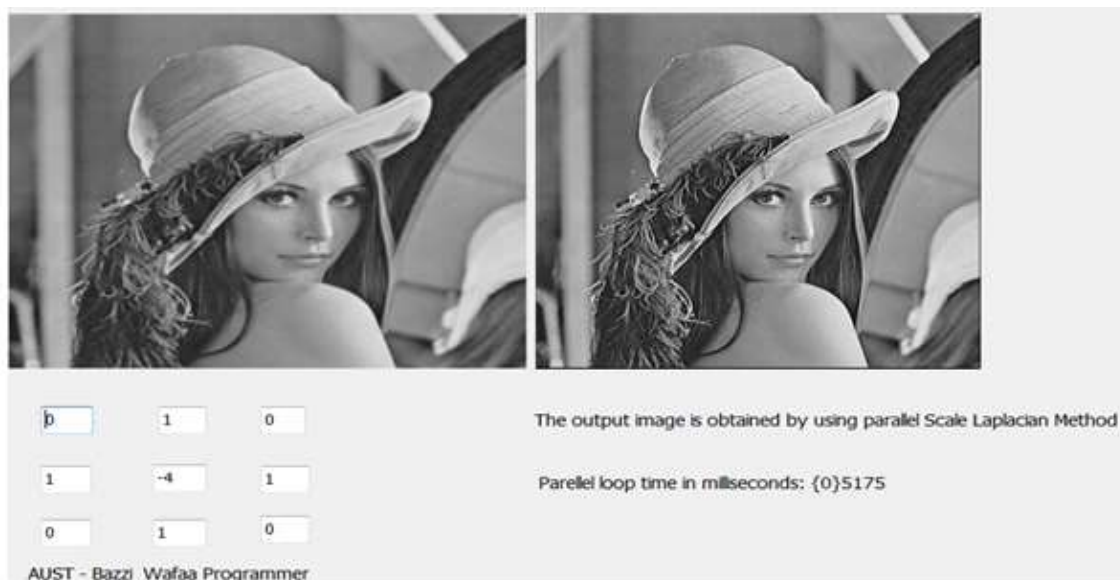 0 1 0
The output image is obtained by using parallel Scale Laplacian Method
1 -4 1
Parellel loop time in milliseconds: {0}5175
0 1 0
AUST - Bazzi Wafaa Programmer